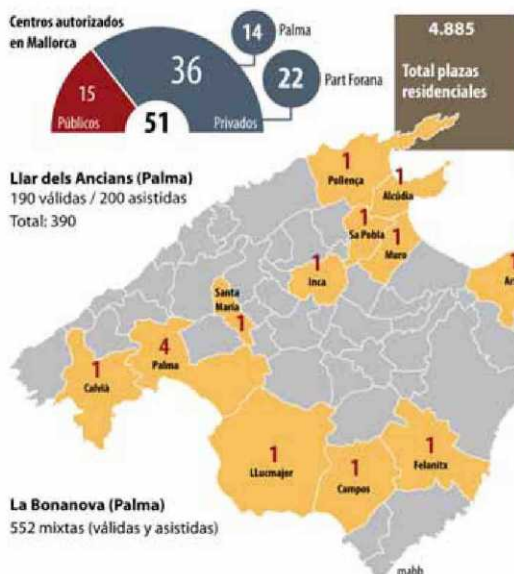 Centros autorizados
en Mallorca
15
Públicos
36
Privados
51
14
Palma
22
Part Forana
4.885
Total plazas
residenciales
Llar dels Ancians (Palma)
190 válidas / 200 asistidas
Total: 390
1
Pollença
1
Alcúdia
1
Sa Pobla
1
Muro
1
Inca
Santa
María
1
4
Palma
1
Calvià
1
LLucmajor
1
Campos
1
Felanitx
1
La Bonanova (Palma)
552 mixtas (válidas y asistidas)